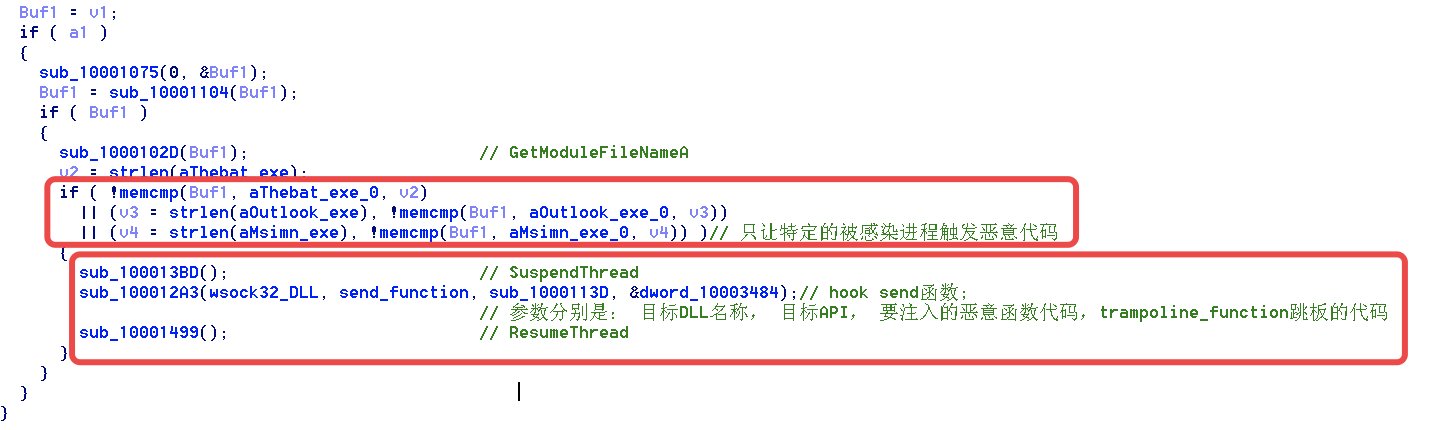 Buf1 = v1;
if ( a1 )
{
sub_10001075(0, &Buf1);
Buf1 = sub_10001104(Buf1);
if ( Buf1 )
{
sub_1000102D(Buf1); // GetModuleFileNameA
v2 = strlen(aThebat_exe);
if ( !memcmp(Buf1, aThebat_exe_0, v2)
|| (v3 = strlen(aOutlook_exe), !memcmp(Buf1, aOutlook_exe_0, v3))
|| (v4 = strlen(aMsimn_exe), !memcmp(Buf1, aMsimn_exe_0, v4)) )// 只让特定的被感染进程触发恶意代码
{
sub_100013BD(); // SuspendThread
sub_100012A3(wsock32_DLL, send_function, sub_1000113D, &dword_10003484);// hook send函数;
// 参数分别是： 目标DLL名称， 目标API， 要注入的恶意函数代码，trampoline_function跳板的代码
sub_10001499(); // ResumeThread
}
}
}
}